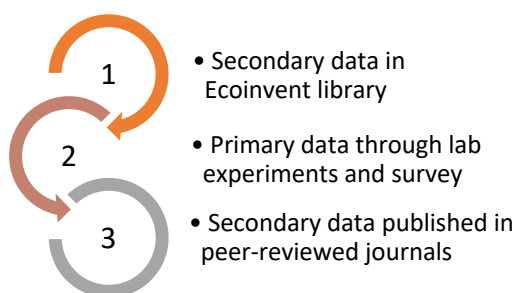 1
• Secondary data in
Ecoinvent library
2
• Primary data through lab
experiments and survey
3
• Secondary data published in
peer-reviewed journals